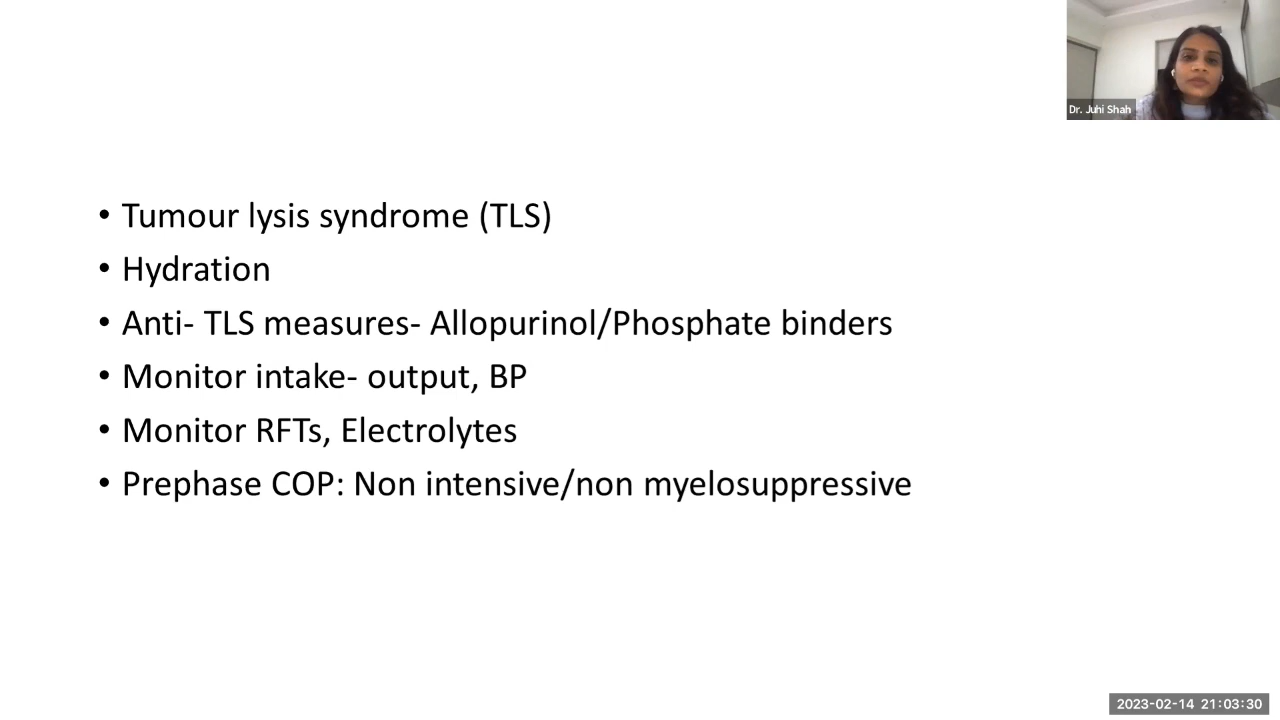 Dr. Juhi Shah
• Tumour lysis syndrome (TLS)
• Hydration
• Anti- TLS measures- Allopurinol/Phosphate binders
• Monitor intake- output, BP
• Monitor RFTs, Electrolytes
• Prephase COP: Non intensive/non myelosuppressive
2023-02-14 21:03:30